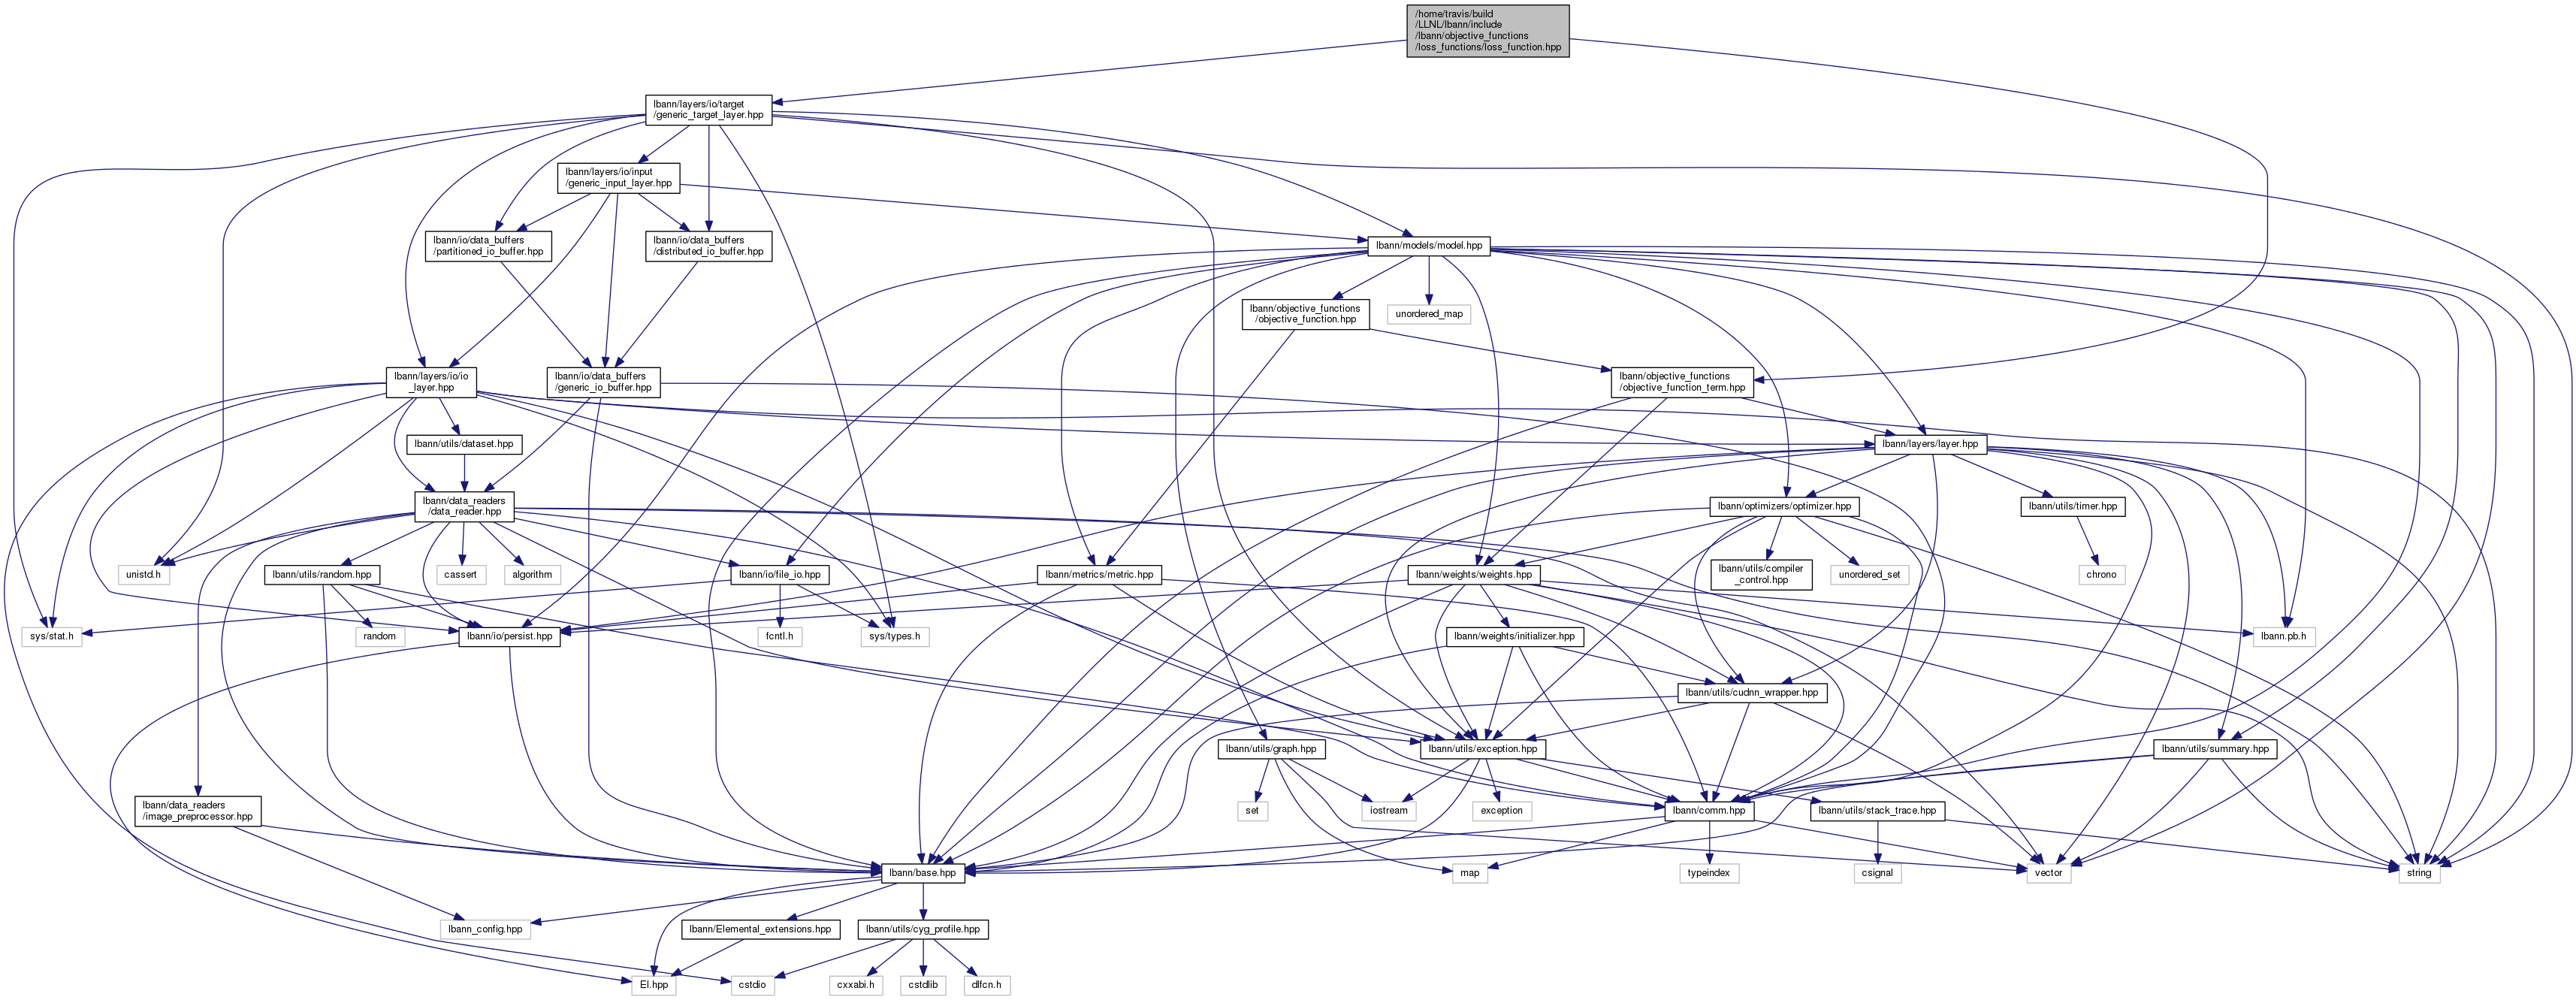 /home/travis/build
/LLNL/lbann/include
/lbann/objective_functions
/loss_functions/loss_function.hpp
lbann/layers/io/target
/generic_target_layer.hpp
lbann/layers/io/input
/generic_input_layer.hpp
lbann/io/data_buffers
/partitioned_io_buffer.hpp
lbann/io/data_buffers
/distributed_io_buffer.hpp
lbann/models/model.hpp
lbann/objective_functions
/objective_function.hpp
unordered_map
lbann/layers/io/io
_layer.hpp
lbann/io/data_buffers
/generic_io_buffer.hpp
lbann/objective_functions
/objective_function_term.hpp
lbann/utils/dataset.hpp
lbann/layers/layer.hpp
lbann/data_readers
/data_reader.hpp
lbann/optimizers/optimizer.hpp
lbann/utils/timer.hpp
unistd.h
lbann/utils/random.hpp
cassert
algorithm
lbann/io/file_io.hpp
lbann/metrics/metric.hpp
lbann/weights/weights.hpp
lbann/utils/compiler
_control.hpp
unordered_set
chrono
sys/stat.h
random
lbann/io/persist.hpp
fcntl.h
sys/types.h
lbann/weights/initializer.hpp
lbann.pb.h
lbann/utils/cudnn_wrapper.hpp
lbann/utils/graph.hpp
lbann/utils/exception.hpp
lbann/utils/summary.hpp
lbann/data_readers
/image_preprocessor.hpp
set
iostream
exception
lbann/comm.hpp
lbann/utils/stack_trace.hpp
lbann/base.hpp
map
typeindex
csignal
vector
string
lbann_config.hpp
lbann/Elemental_extensions.hpp
lbann/utils/cyg_profile.hpp
El.hpp
cstdio
cxxabi.h
cstdlib
dlfcn.h